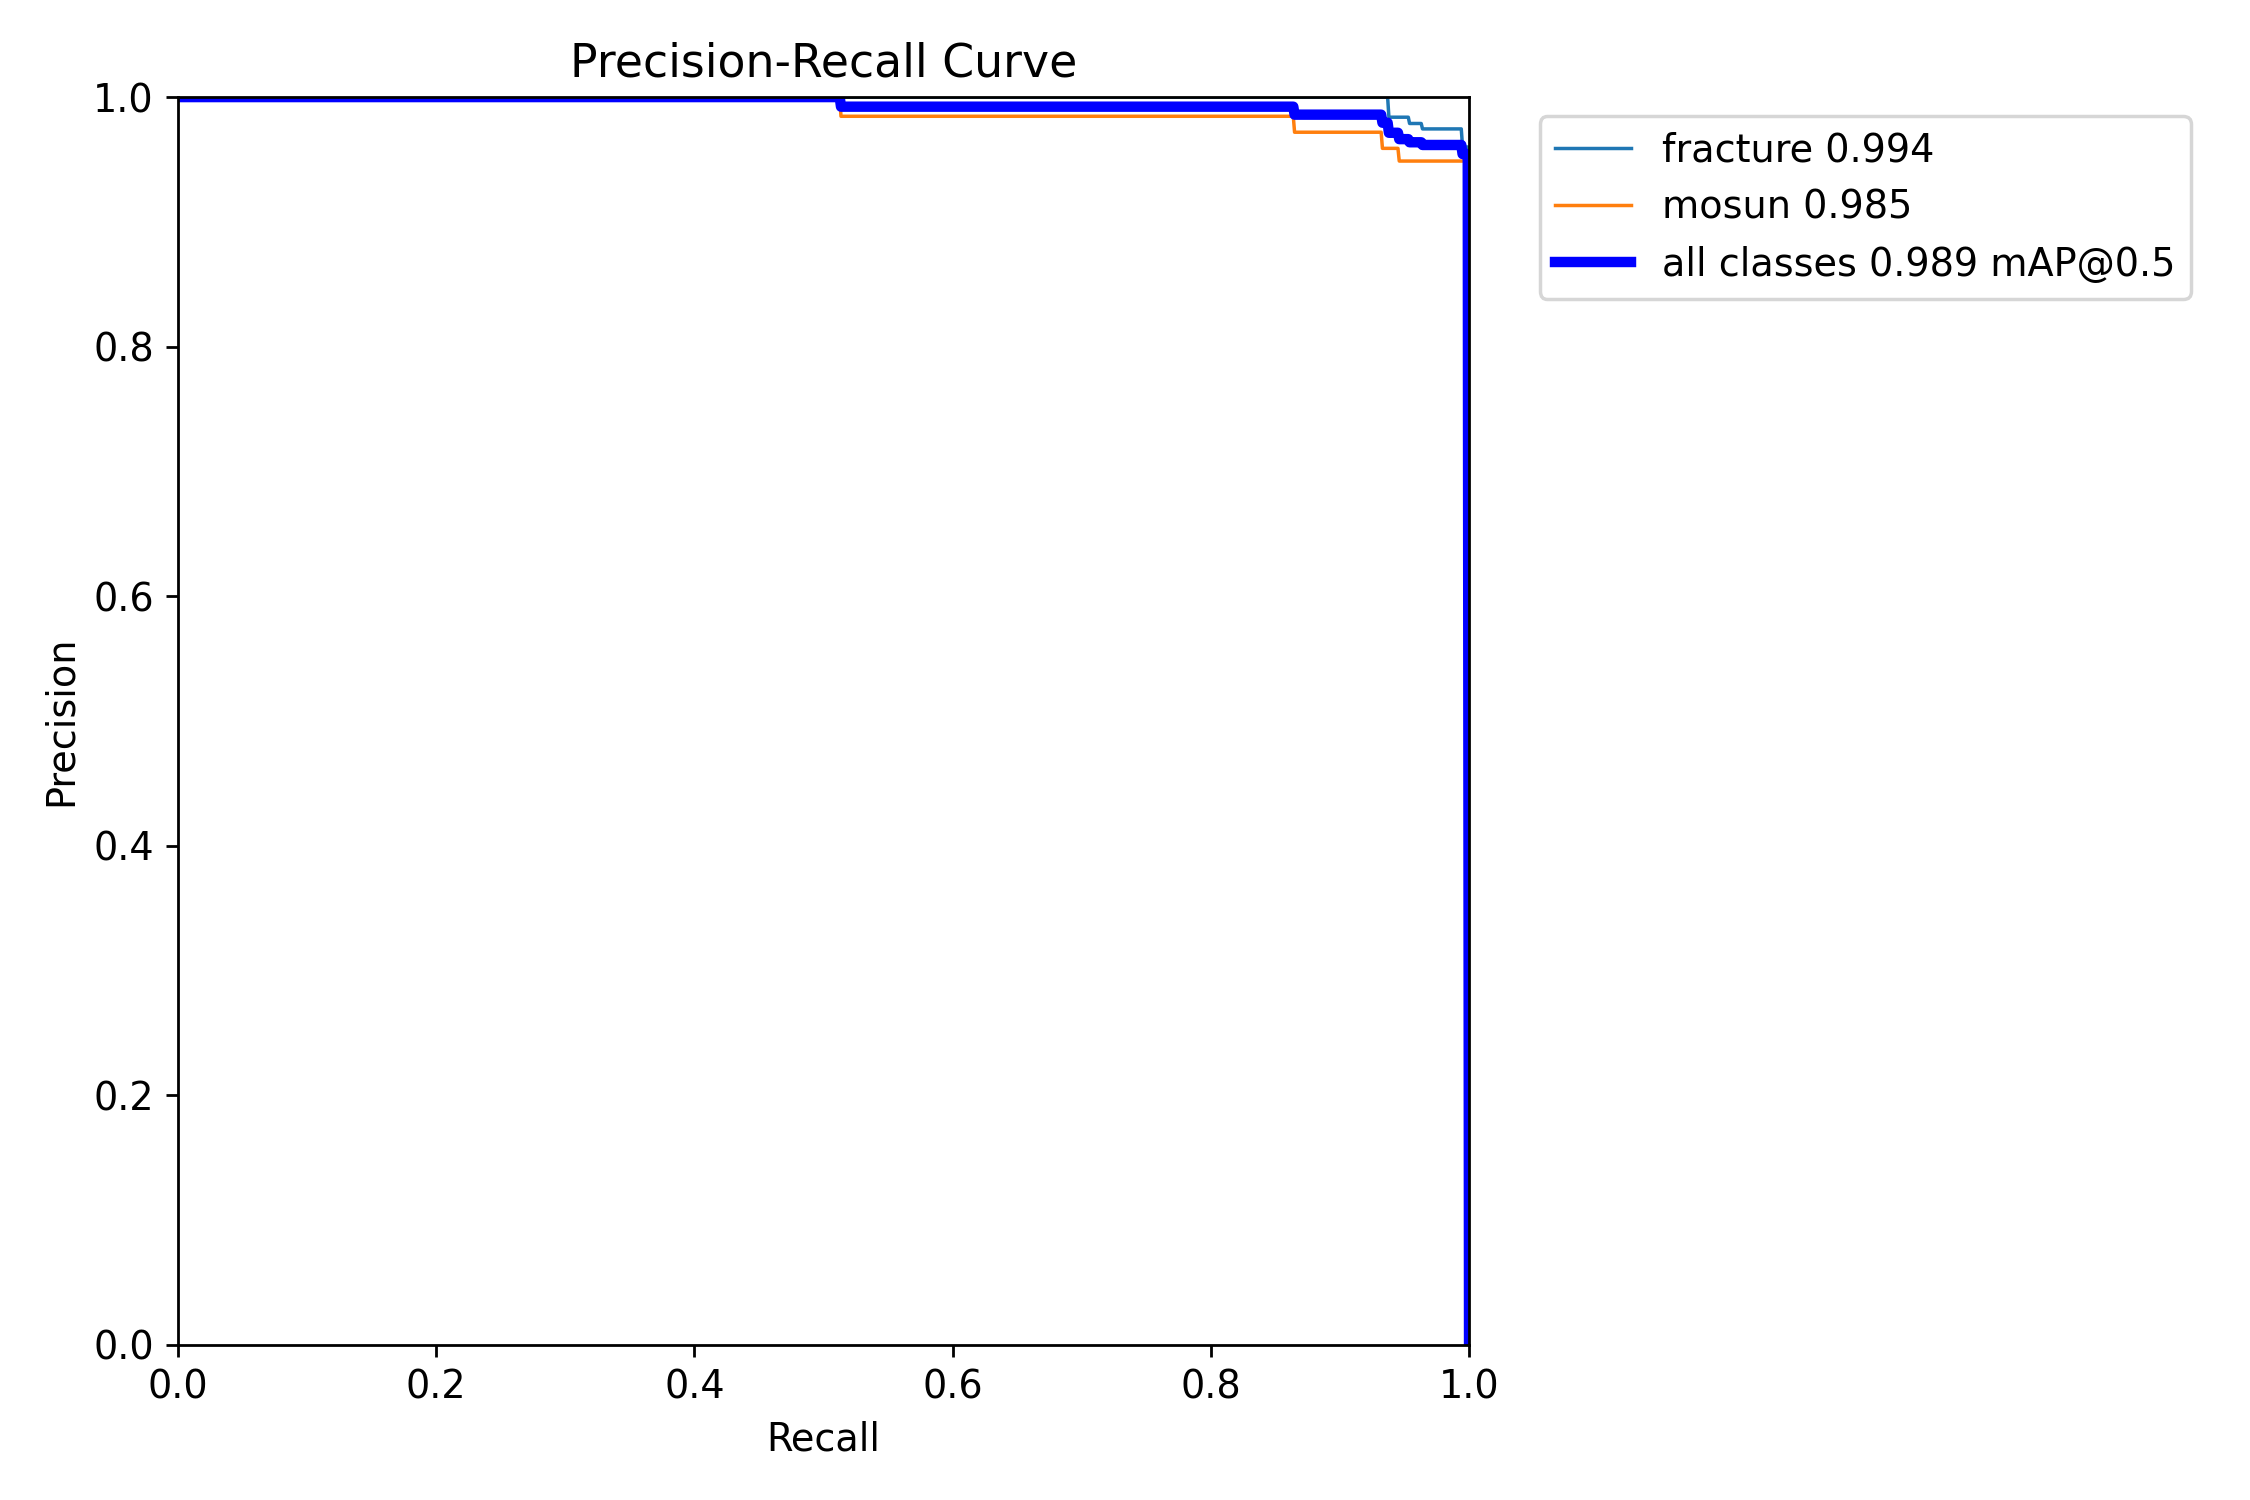 Precision-Recall Curve
1.0
0.8
0.6
0.4
0.2
0.0
Precision
0.0 0.2 0.4 0.6 0.8 1.0
Recall
fracture 0.994
mosun 0.985
all classes 0.989 mAP@0.5